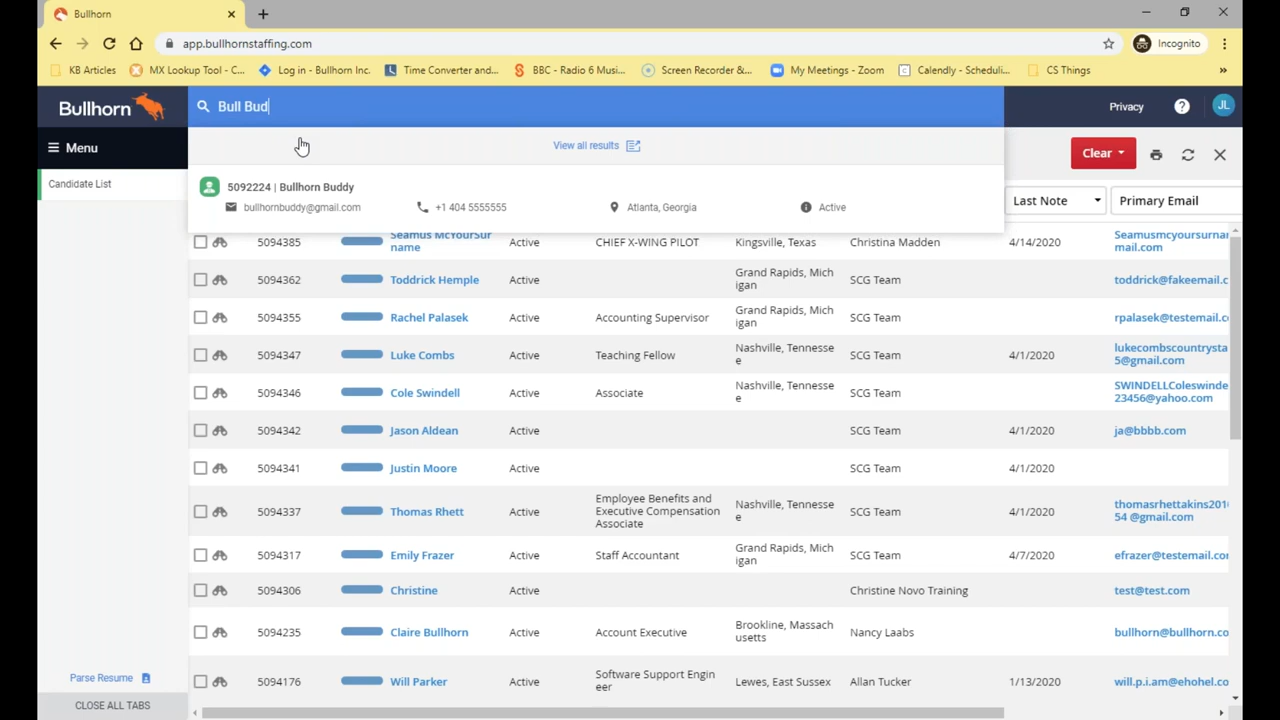 Bullhorn
app.bullhornstaffing.com
Incognito
KB Articles
MX Lookup Tool - C...
Log in - Bullhorn Inc.
Time Converter and...
BBC - Radio 6 Musi...
Screen Recorder &...
My Meetings - Zoom
Calendly - Scheduli...
CS Things
»
Bullhorn
Bull Bud
Privacy
?
JL
Menu
View all results
Clear
Candidate List
5092224 | Bullhorn Buddy
bullhornbuddy@gmail.com
+1 404 5555555
Atlanta, Georgia
Active
Last Note
Primary Email
5094385
Seamus McYourSur
name
Active
CHIEF X-WING PILOT
Kingsville, Texas
Christina Madden
4/14/2020
Seamusmcyoursurna
mail.com
5094362
Toddrick Hemple
Active
Grand Rapids, Mich
igan
SCG Team
toddrick@fakeemail.c
5094355
Rachel Palasek
Active
Accounting Supervisor
Grand Rapids, Mich
igan
SCG Team
rpalasek@testemail.co
5094347
Luke Combs
Active
Teaching Fellow
Nashville, Tennesse
e
SCG Team
4/1/2020
lukecombscountrysta
5@gmail.com
5094346
Cole Swindell
Active
Associate
Nashville, Tennesse
e
SCG Team
4/1/2020
SWINDELLColeswinde
23456@yahoo.com
5094342
Jason Aldean
Active
SCG Team
4/1/2020
ja@bbbb.com
5094341
Justin Moore
Active
SCG Team
4/1/2020
5094337
Thomas Rhett
Active
Employee Benefits and
Executive Compensation
Associate
Nashville, Tennesse
e
SCG Team
4/1/2020
thomasrhettakins201
54 @gmail.com
5094317
Emily Frazer
Active
Staff Accountant
Grand Rapids, Mich
igan
SCG Team
4/7/2020
efrazer@testemail.cor
5094306
Christine
Active
Christine Novo Training
test@test.com
5094235
Claire Bullhorn
Active
Account Executive
Brookline, Massach
usetts
Nancy Laabs
bullhorn@bullhorn.co
5094176
Will Parker
Active
Software Support Engin
eer
Lewes, East Sussex
Allan Tucker
1/13/2020
will.p.i.am@ehohel.co
Parse Resume
CLOSE ALL TABS